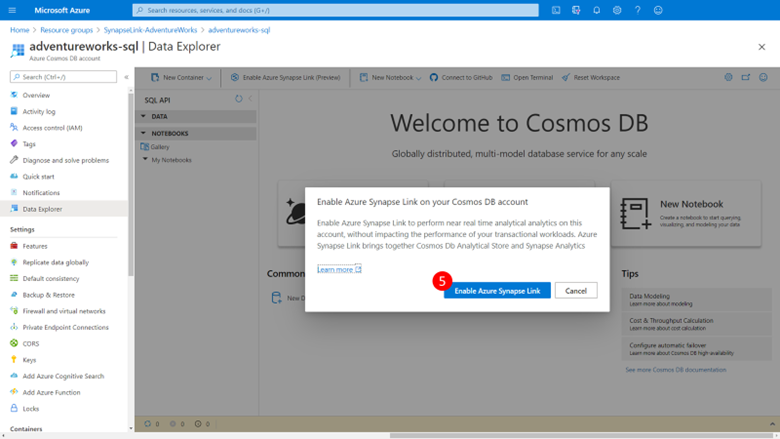 Microsoft Azure
Search resources, services, and docs (G+/)
Home > Resource groups > SynapseLink-AdventureWorks > adventureworks-sql
adventureworks-sql | Data Explorer
Azure Cosmos DB account
Search (Ctrl+/)
Overview
Activity log
Access control (IAM)
Tags
Diagnose and solve problems
Quick start
Notifications
Data Explorer
Settings
Features
Replicate data globally
Default consistency
Backup & Restore
Firewall and virtual networks
Private Endpoint Connections
CORS
Keys
Add Azure Cognitive Search
Add Azure Function
Locks
Containers
New Container
Enable Azure Synapse Link (Preview)
New Notebook
Connect to GitHub
Open Terminal
Reset Workspace
SQL API
DATA
NOTEBOOKS
Gallery
My Notebooks
Welcome to Cosmos DB
Globally distributed, multi-model database service for any scale
New Notebook
Create a notebook to start querying,
visualizing, and modeling your data
Enable Azure Synapse Link on your Cosmos DB account
Enable Azure Synapse Link to perform near real time analytical analytics on this
account, without impacting the performance of your transactional workloads. Azure
Synapse Link brings together Cosmos Db Analytical Store and Synapse Analytics
Learn more
5
Enable Azure Synapse Link
Cancel
Common
New D
Tips
Data Modeling
Learn more about modeling
Cost & Throughput Calculation
Learn more about cost calculation
Configure automatic failover
Learn more about Cosmos DB high-availability
See more Cosmos DB documentation
0 0 0